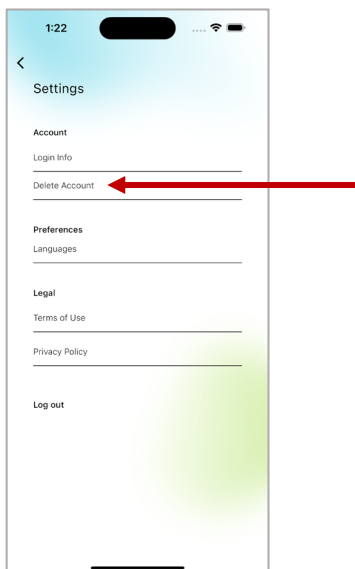 1:22
Settings
Account
Login Info
Delete Account
Preferences
Languages
Legal
Terms of Use
Privacy Policy
Log out